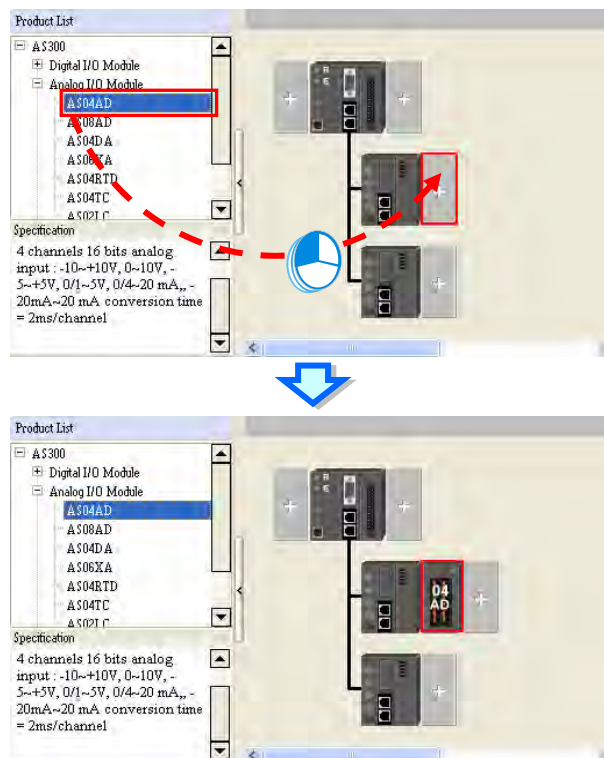 Product List
AS300
Digital I/O Module
Analog I/O Module
AS04AD
AS08AD
AS04DA
AS06XA
AS04RTD
AS04TC
AS02LC
Specification
4 channels 16 bits analog
input : -10~+10V, 0~10V, -
5~+5V, 0/1~5V, 0/4~20 mA,, -
20mA~20 mA conversion time
= 2ms/channel
Product List
AS300
Digital I/O Module
Analog I/O Module
AS04AD
AS08AD
AS04DA
AS06XA
AS04RTD
AS04TC
AS02LC
04
AD
Specification
4 channels 16 bits analog
input : -10~+10V, 0~10V, -
5~+5V, 0/1~5V, 0/4~20 mA,, -
20mA~20 mA conversion time
= 2ms/channel